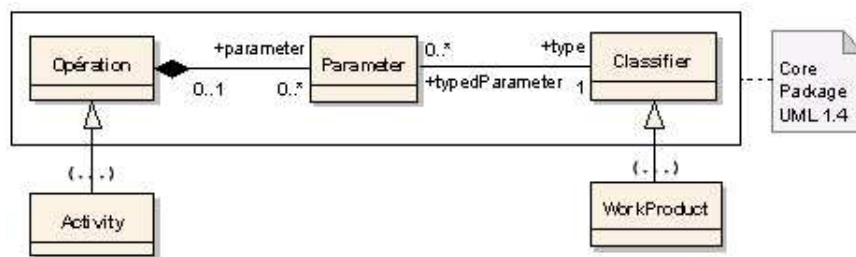 Opération
+parameter
0..1
0..*
Parameter
0..*
+typedParameter
+type
1
Classifier
Core
Package
UML 1.4
(...)
(...)
Activity
WorkProduct